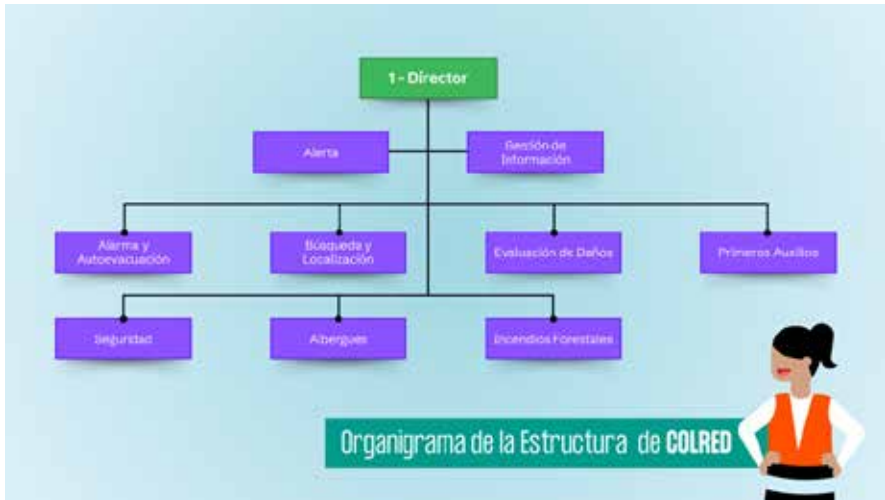 1 - Director
Alerta
Gestión de
Información
Alarma y
Autoevacuación
Búsqueda y
Localización
Evaluación de Daños
Primeros Auxilios
Seguridad
Albergues
Incendios Forestales
Organigrama de la Estructura de COLRED